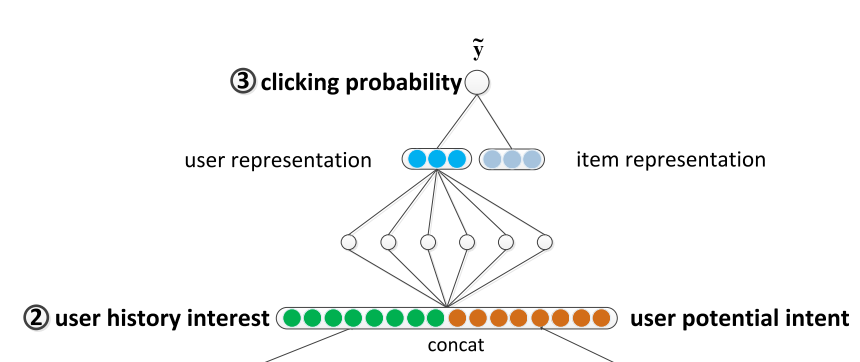 ỹ
③ clicking probability
user representation
item representation
② user history interest
user potential intent
concat